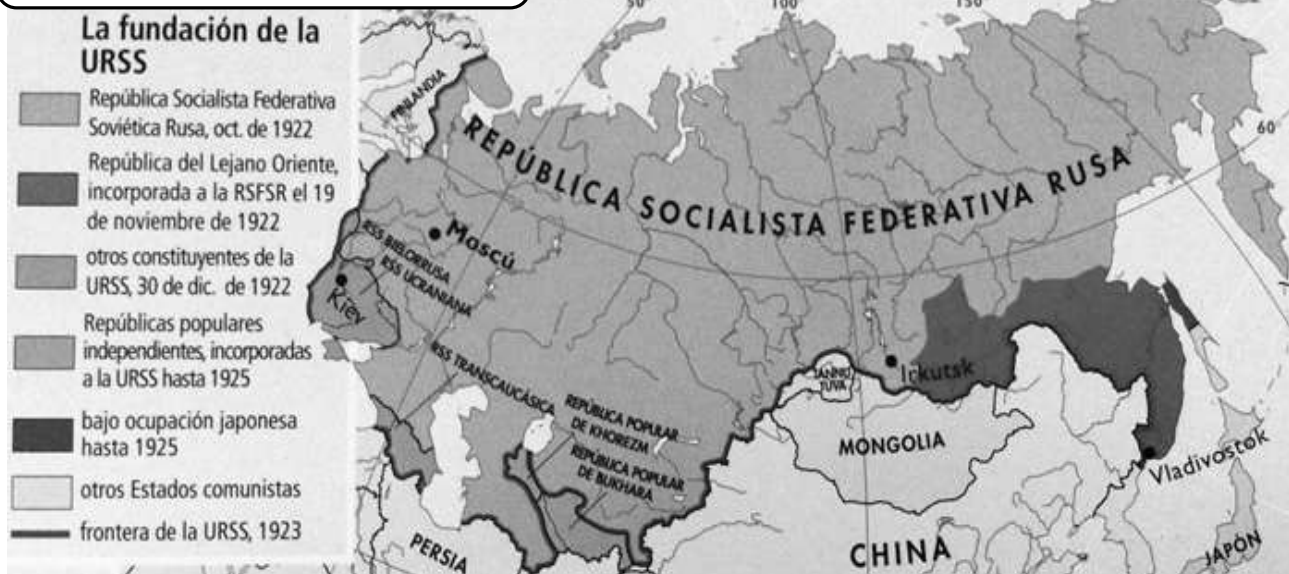 La fundación de la
URSS
República Socialista Federativa
Soviética Rusa, oct. de 1922
República del Lejano Oriente,
incorporada a la RSFSR el 19
de noviembre de 1922
otros constituyentes de la
URSS, 30 de dic. de 1922
Repúblicas populares
independientes, incorporadas
a la URSS hasta 1925
bajo ocupación japonesa
hasta 1925
otros Estados comunistas
frontera de la URSS, 1923
50
100
150
60
FINLANDIA
REPÚBLICA SOCIALISTA FEDERATIVA RUSA
Moscú
RSS BIELORRUSA
RSS UCRANIANA
Kiev
RSS TRANSCAUCÁSICA
REPÚBLICA POPULAR
DE KHOREZM
REPÚBLICA POPULAR
DE BUKHARA
TANNU
TUVA
Irkutsk
MONGOLIA
Vladivostok
PERSIA
CHINA
JAPÓN